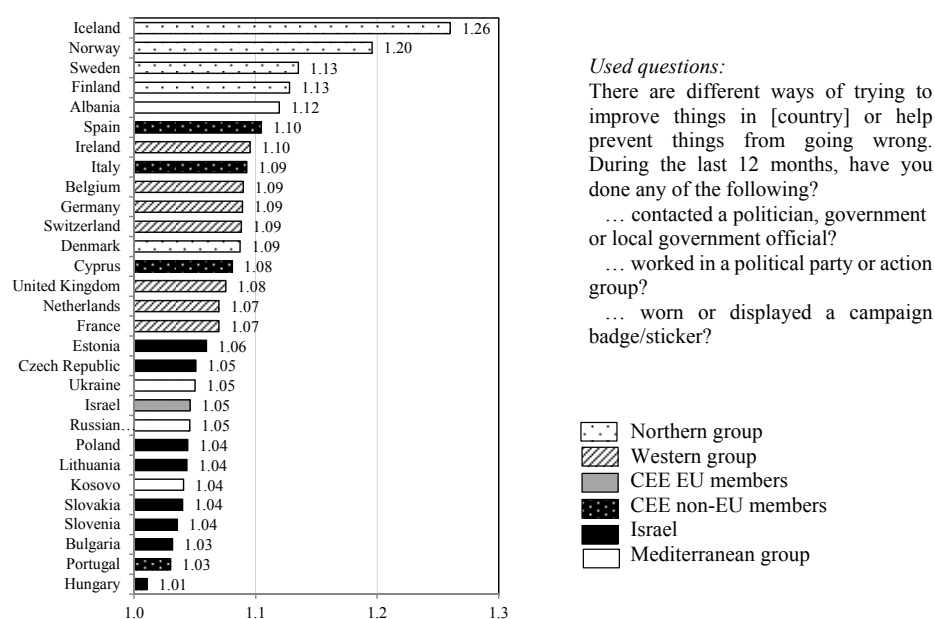 Iceland 1.26
Norway 1.20
Sweden 1.13
Finland 1.13
Albania 1.12
Spain 1.10
Ireland 1.10
Italy 1.09
Belgium 1.09
Germany 1.09
Switzerland 1.09
Denmark 1.09
Cyprus 1.08
United Kingdom 1.08
Netherlands 1.07
France 1.07
Estonia 1.06
Czech Republic 1.05
Ukraine 1.05
Israel 1.05
Russian… 1.05
Poland 1.04
Lithuania 1.04
Kosovo 1.04
Slovakia 1.04
Slovenia 1.04
Bulgaria 1.03
Portugal 1.03
Hungary 1.01
1.0 1.1 1.2 1.3
Used questions:
There are different ways of trying to
improve things in [country] or help
prevent things from going wrong.
During the last 12 months, have you
done any of the following?
… contacted a politician, government
or local government official?
… worked in a political party or action
group?
… worn or displayed a campaign
badge/sticker?
Northern group
Western group
CEE EU members
CEE non-EU members
Israel
Mediterranean group